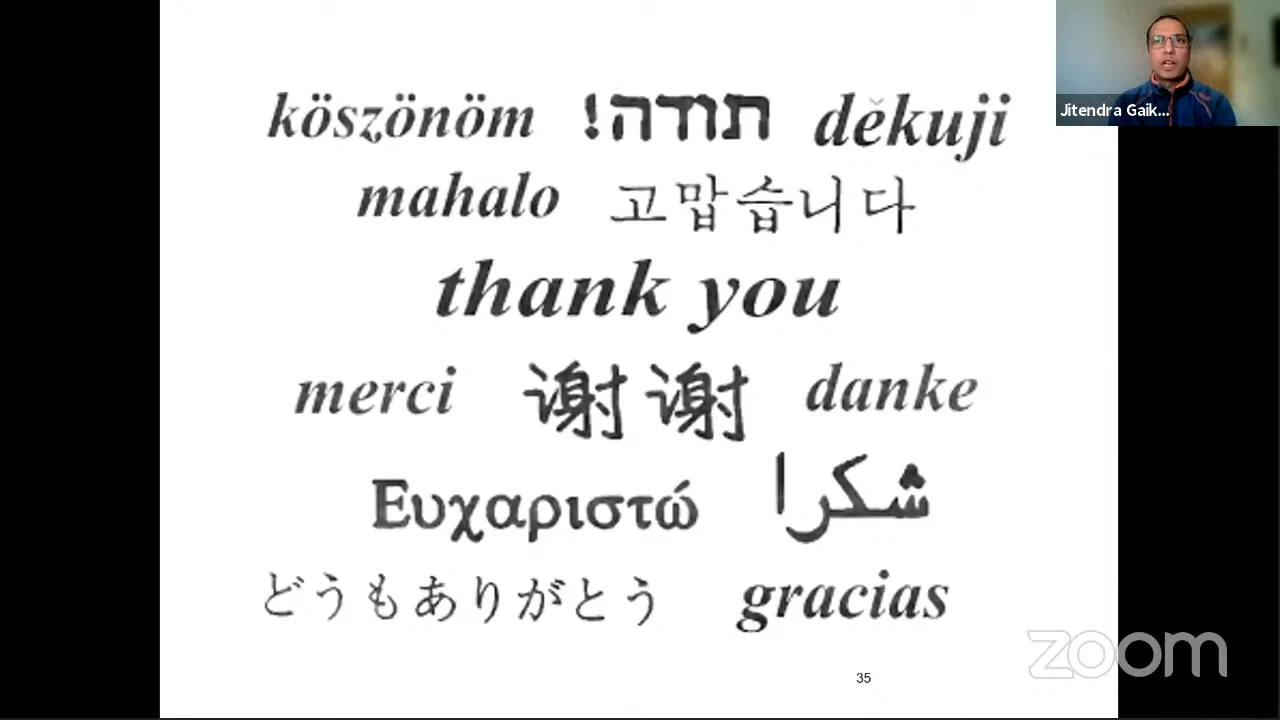 Jitendra Gaik...
köszönöm תודה! děkuji
mahalo 고맙습니다
thank you
merci 谢谢 danke
Ευχαριστώ شكرا
どうもありがとう gracias
zoom
35